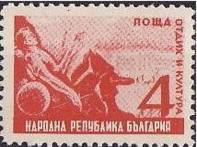 ПОЩА
ОТДИХ И КУЛТУРА
4
НАРОДНА РЕПУБЛИКА БЪЛГАРИЯ